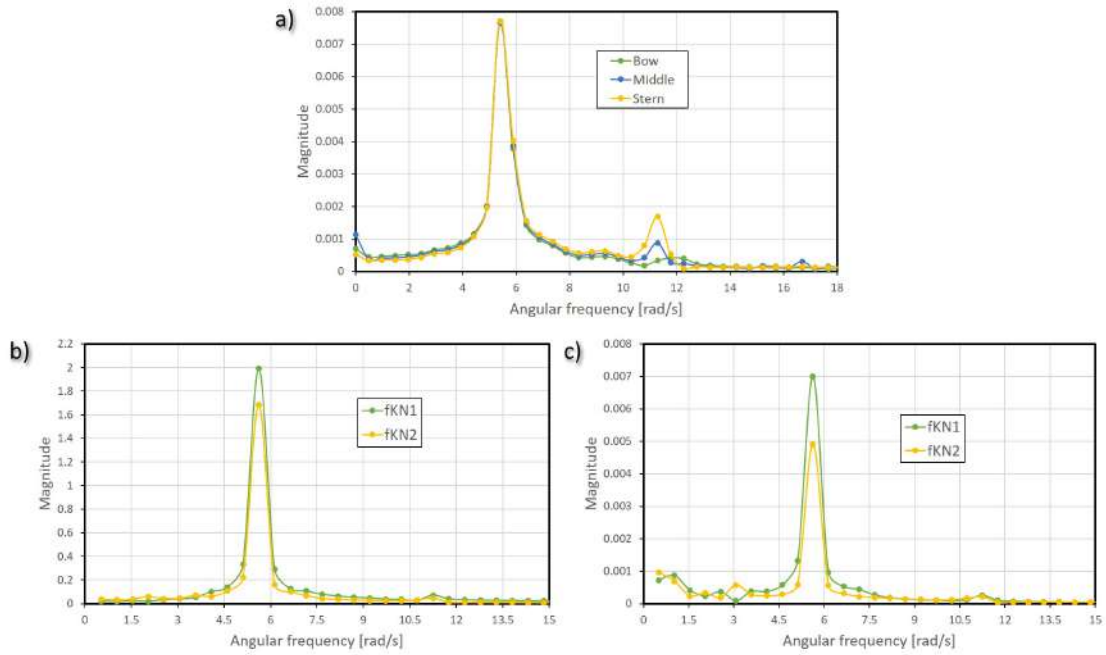 a)
0.008
0.007
0.006
0.005
0.004
0.003
0.002
0.001
0
Magnitude
Bow
Middle
Stern
0 2 4 6 8 10 12 14 16 18
Angular frequency [rad/s]
b)
2.2
2
1.8
1.6
1.4
1.2
1
0.8
0.6
0.4
0.2
0
Magnitude
fKN1
fKN2
0 1.5 3 4.5 6 7.5 9 10.5 12 13.5 15
Angular frequency [rad/s]
c)
0.008
0.007
0.006
0.005
0.004
0.003
0.002
0.001
0
Magnitude
fKN1
fKN2
0 1.5 3 4.5 6 7.5 9 10.5 12 13.5 15
Angular frequency [rad/s]